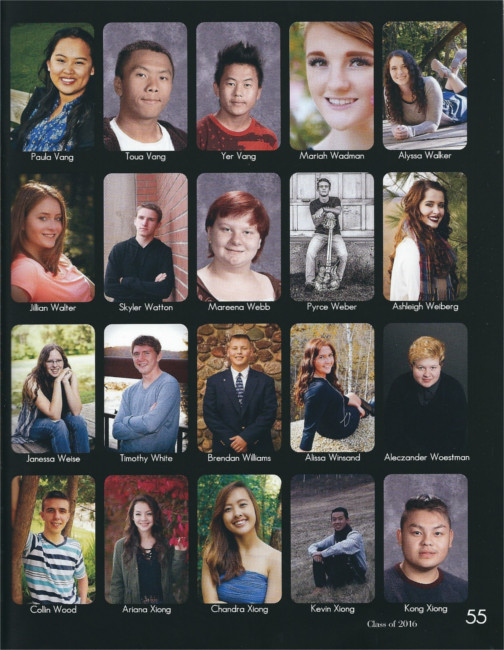 Paula Vang Toua Vang Yer Vang Mariah Wadman Alyssa Walker
Jillian Walter Skyler Watton Mareena Webb Pyrce Weber Ashleigh Weiberg
Janessa Weise Timothy White Brendan Williams Alissa Winsand Aleczander Woestman
Collin Wood Ariana Xiong Chandra Xiong Kevin Xiong Kong Xiong
Class of 2016 55